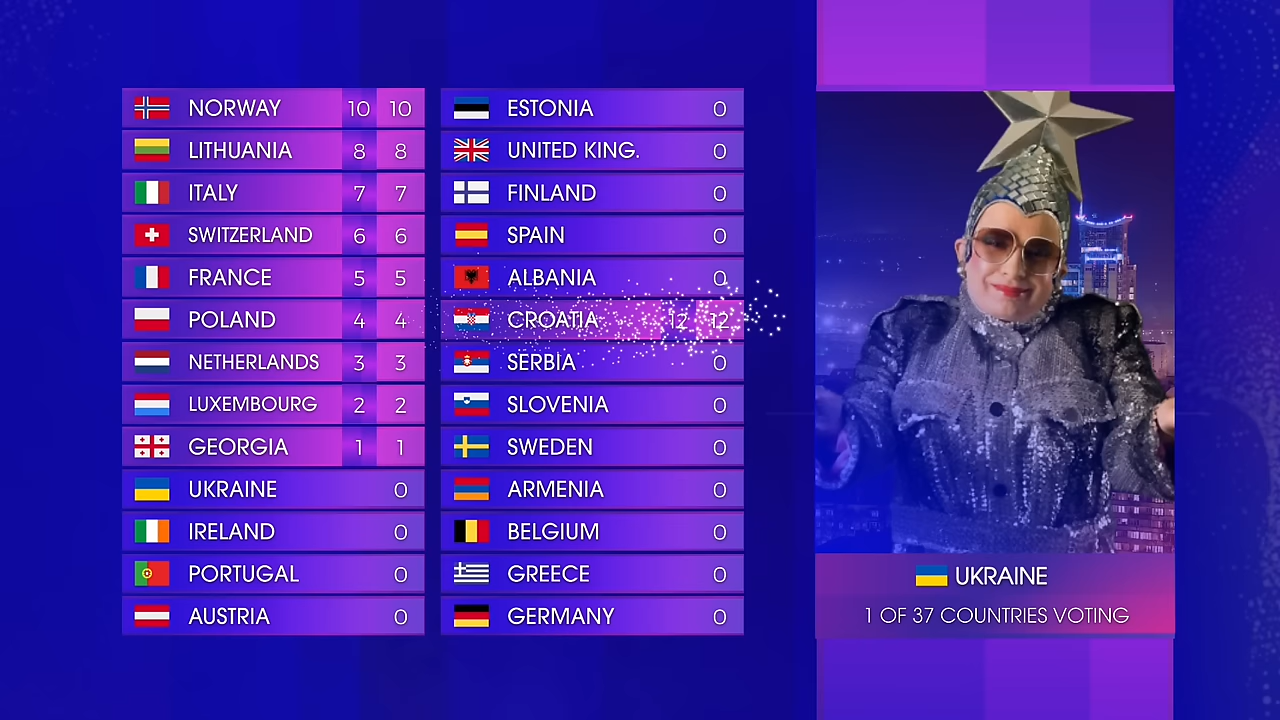 NORWAY 10 10
LITHUANIA 8 8
ITALY 7 7
SWITZERLAND 6 6
FRANCE 5 5
POLAND 4 4
NETHERLANDS 3 3
LUXEMBOURG 2 2
GEORGIA 1 1
UKRAINE 0
IRELAND 0
PORTUGAL 0
AUSTRIA 0
ESTONIA 0
UNITED KING. 0
FINLAND 0
SPAIN 0
ALBANIA 0
CROATIA 12 12
SERBIA 0
SLOVENIA 0
SWEDEN 0
ARMENIA 0
BELGIUM 0
GREECE 0
GERMANY 0
UKRAINE
1 OF 37 COUNTRIES VOTING